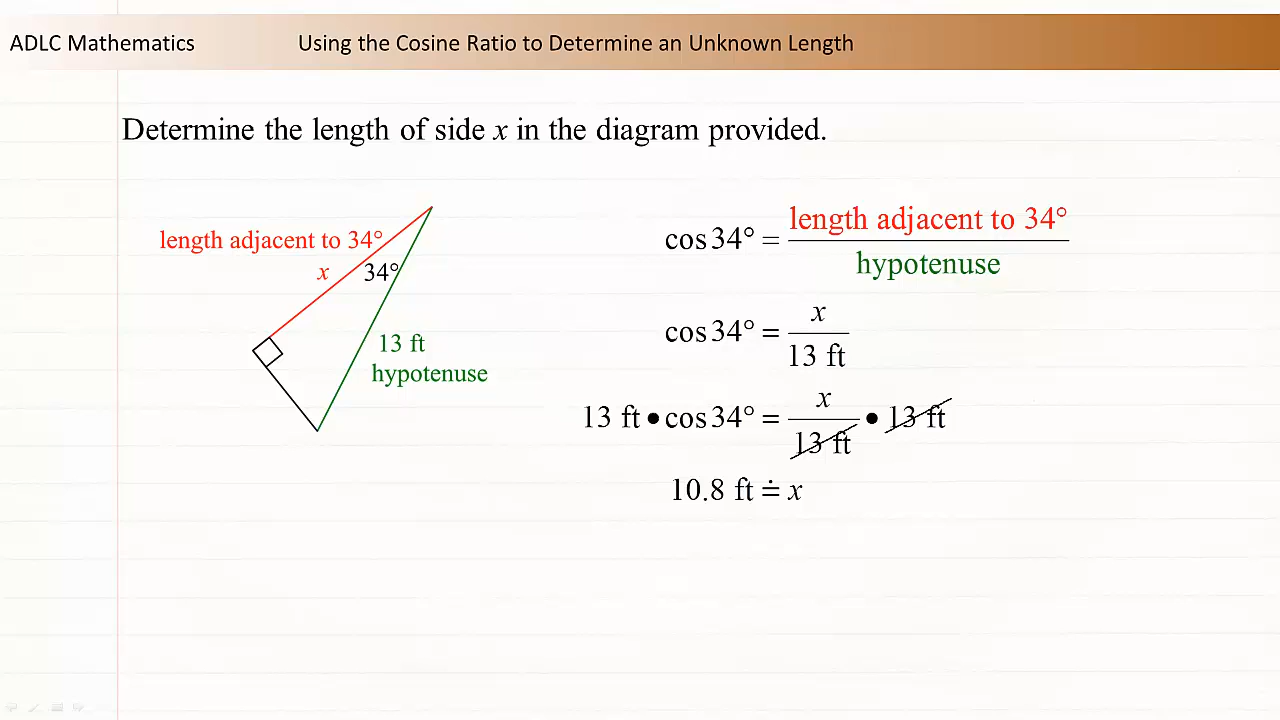 ADLC Mathematics
Using the Cosine Ratio to Determine an Unknown Length
Determine the length of side x in the diagram provided.
length adjacent to 34°
x
34°
13 ft
hypotenuse
cos 34° = length adjacent to 34° / hypotenuse
cos 34° = x / 13 ft
13 ft • cos 34° = x / 13 ft • 13 ft
10.8 ft ≐ x